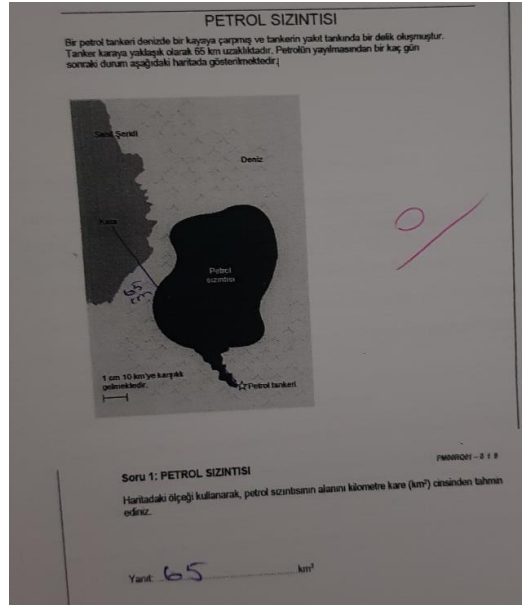 PETROL SIZINTISI
Bir petrol tankeri denizde bir kayaya çarpmış ve tankerin yakıt tankında bir delik oluşmuştur.
Tanker karaya yaklaşık olarak 65 km uzaklıktadır. Petrolün yayılmasından bir kaç gün
sonraki durum aşağıdaki haritada gösterilmektedir.
Sahil Şeridi
Deniz
Kara
Petrol
sızıntısı
65
1 cm 10 km'ye karşılık
gelmektedir.
Petrol tankeri
Soru 1: PETROL SIZINTISI
Haritadaki ölçeği kullanarak, petrol sızıntısının alanını kilometre kare (km²) cinsinden tahmin
ediniz.
Yanıt: 65 km²